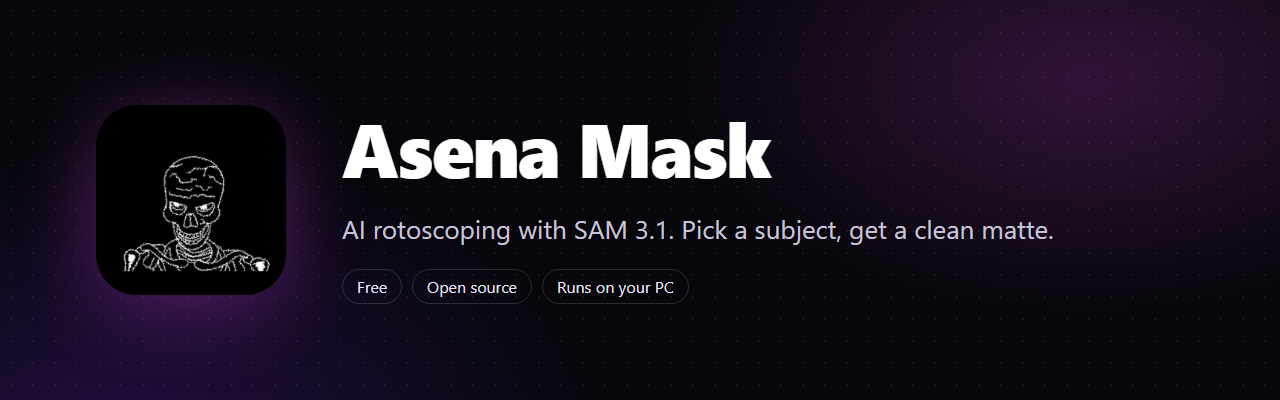 Asena Mask
AI rotoscoping with SAM 3.1. Pick a subject, get a clean matte.
Free Open source Runs on your PC